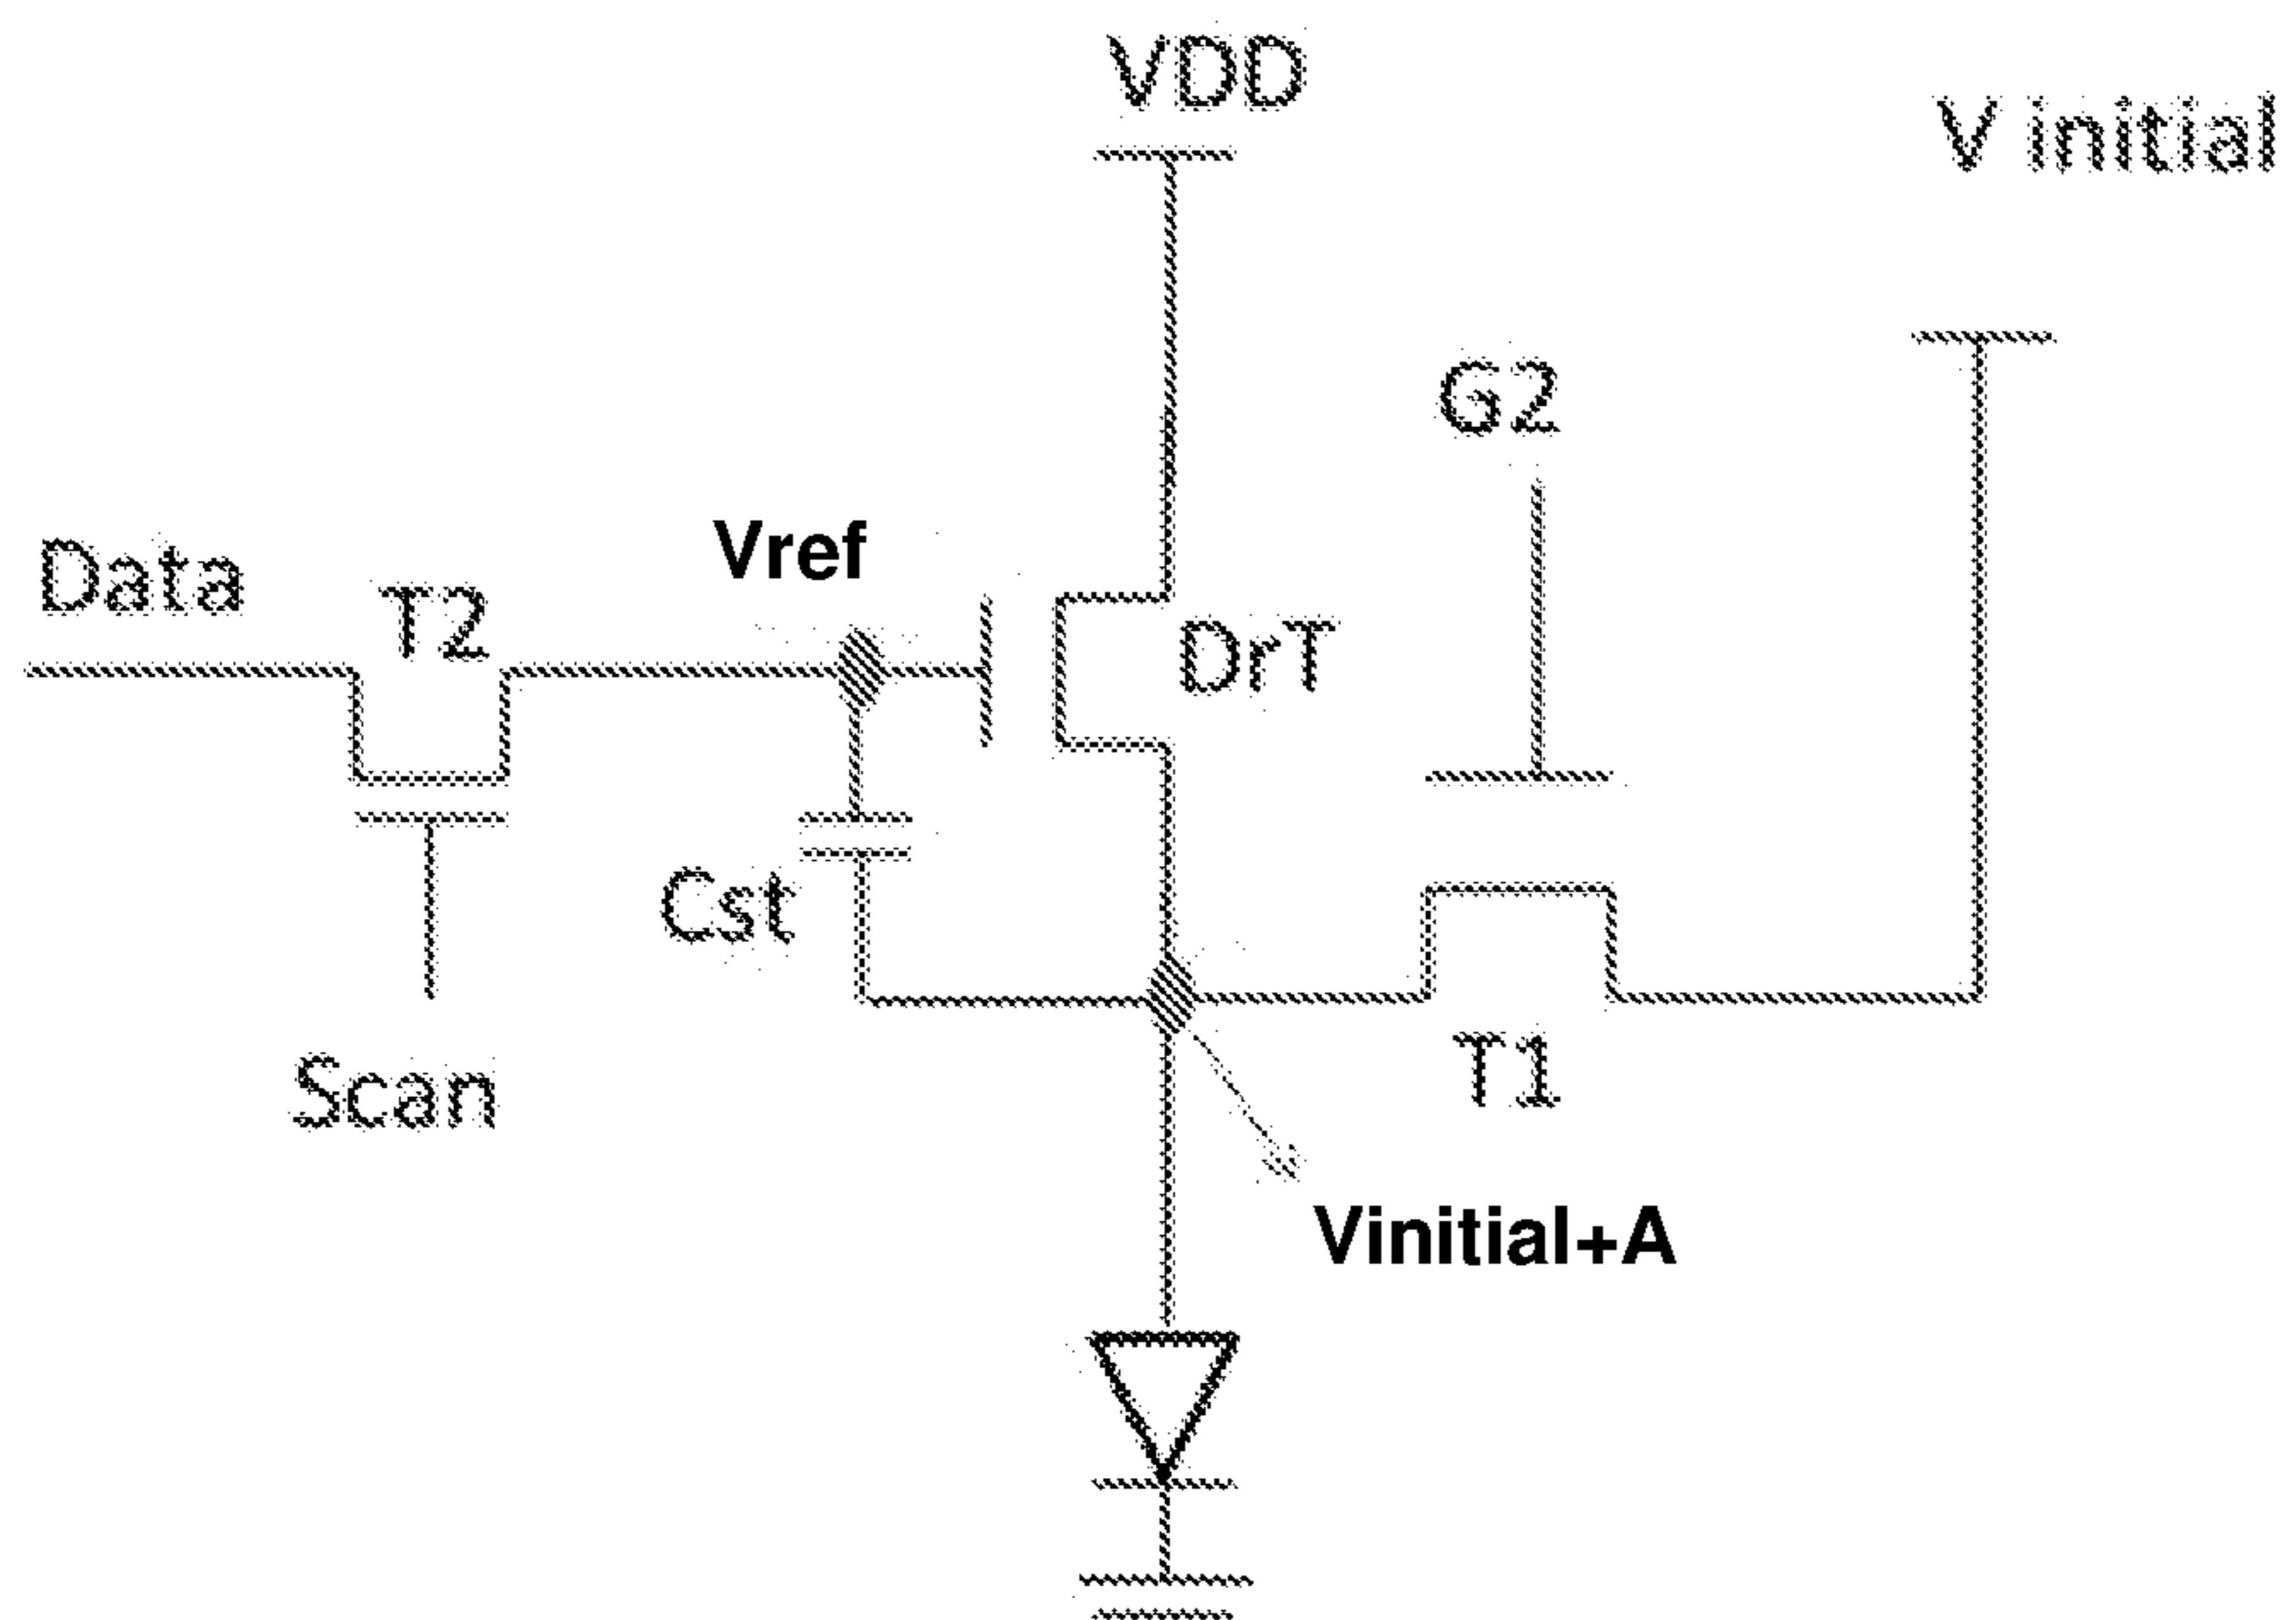 VDD
V initial
G2
Data
T2
Vref
DrT
Cst
Scan
T1
Vinitial+A